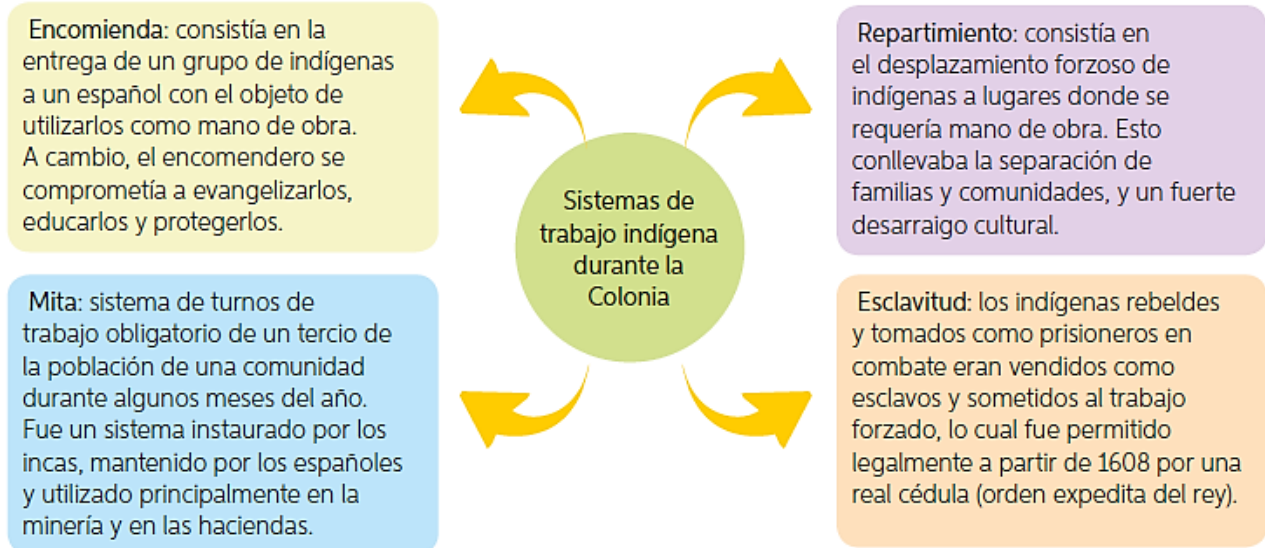 Encomienda: consistía en la
entrega de un grupo de indígenas
a un español con el objeto de
utilizarlos como mano de obra.
A cambio, el encomendero se
comprometía a evangelizarlos,
educarlos y protegerlos.
Repartimiento: consistía en
el desplazamiento forzoso de
indígenas a lugares donde se
requería mano de obra. Esto
conllevaba la separación de
familias y comunidades, y un fuerte
desarraigo cultural.
Sistemas de
trabajo indígena
durante la
Colonia
Mita: sistema de turnos de
trabajo obligatorio de un tercio de
la población de una comunidad
durante algunos meses del año.
Fue un sistema instaurado por los
incas, mantenido por los españoles
y utilizado principalmente en la
minería y en las haciendas.
Esclavitud: los indígenas rebeldes
y tomados como prisioneros en
combate eran vendidos como
esclavos y sometidos al trabajo
forzado, lo cual fue permitido
legalmente a partir de 1608 por una
real cédula (orden expedita del rey).